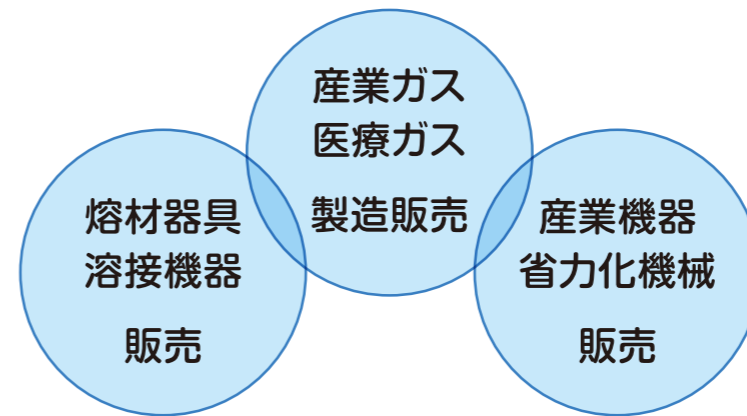 産業ガス
医療ガス
製造販売
熔材器具
溶接機器
販売
産業機器
省力化機械
販売